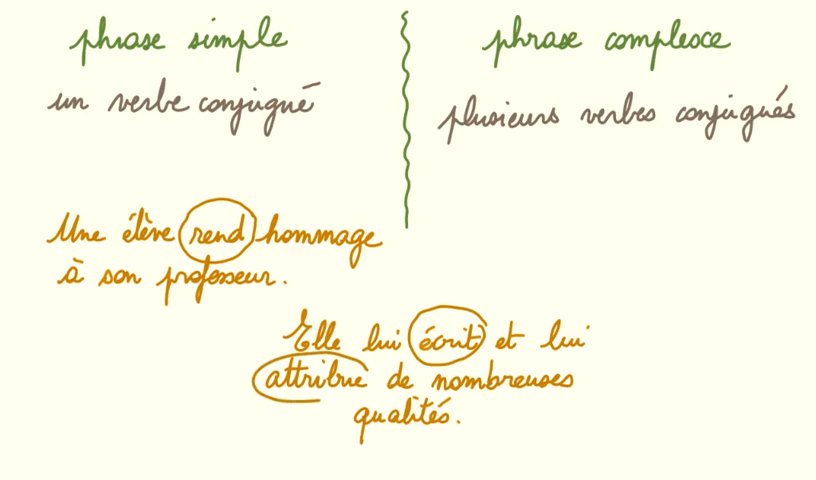 phrase simple
un verbe conjugué
phrase complexe
plusieurs verbes conjugués
Une élève rend hommage
à son professeur.
Elle lui écrit et lui
attribue de nombreuses
qualités.